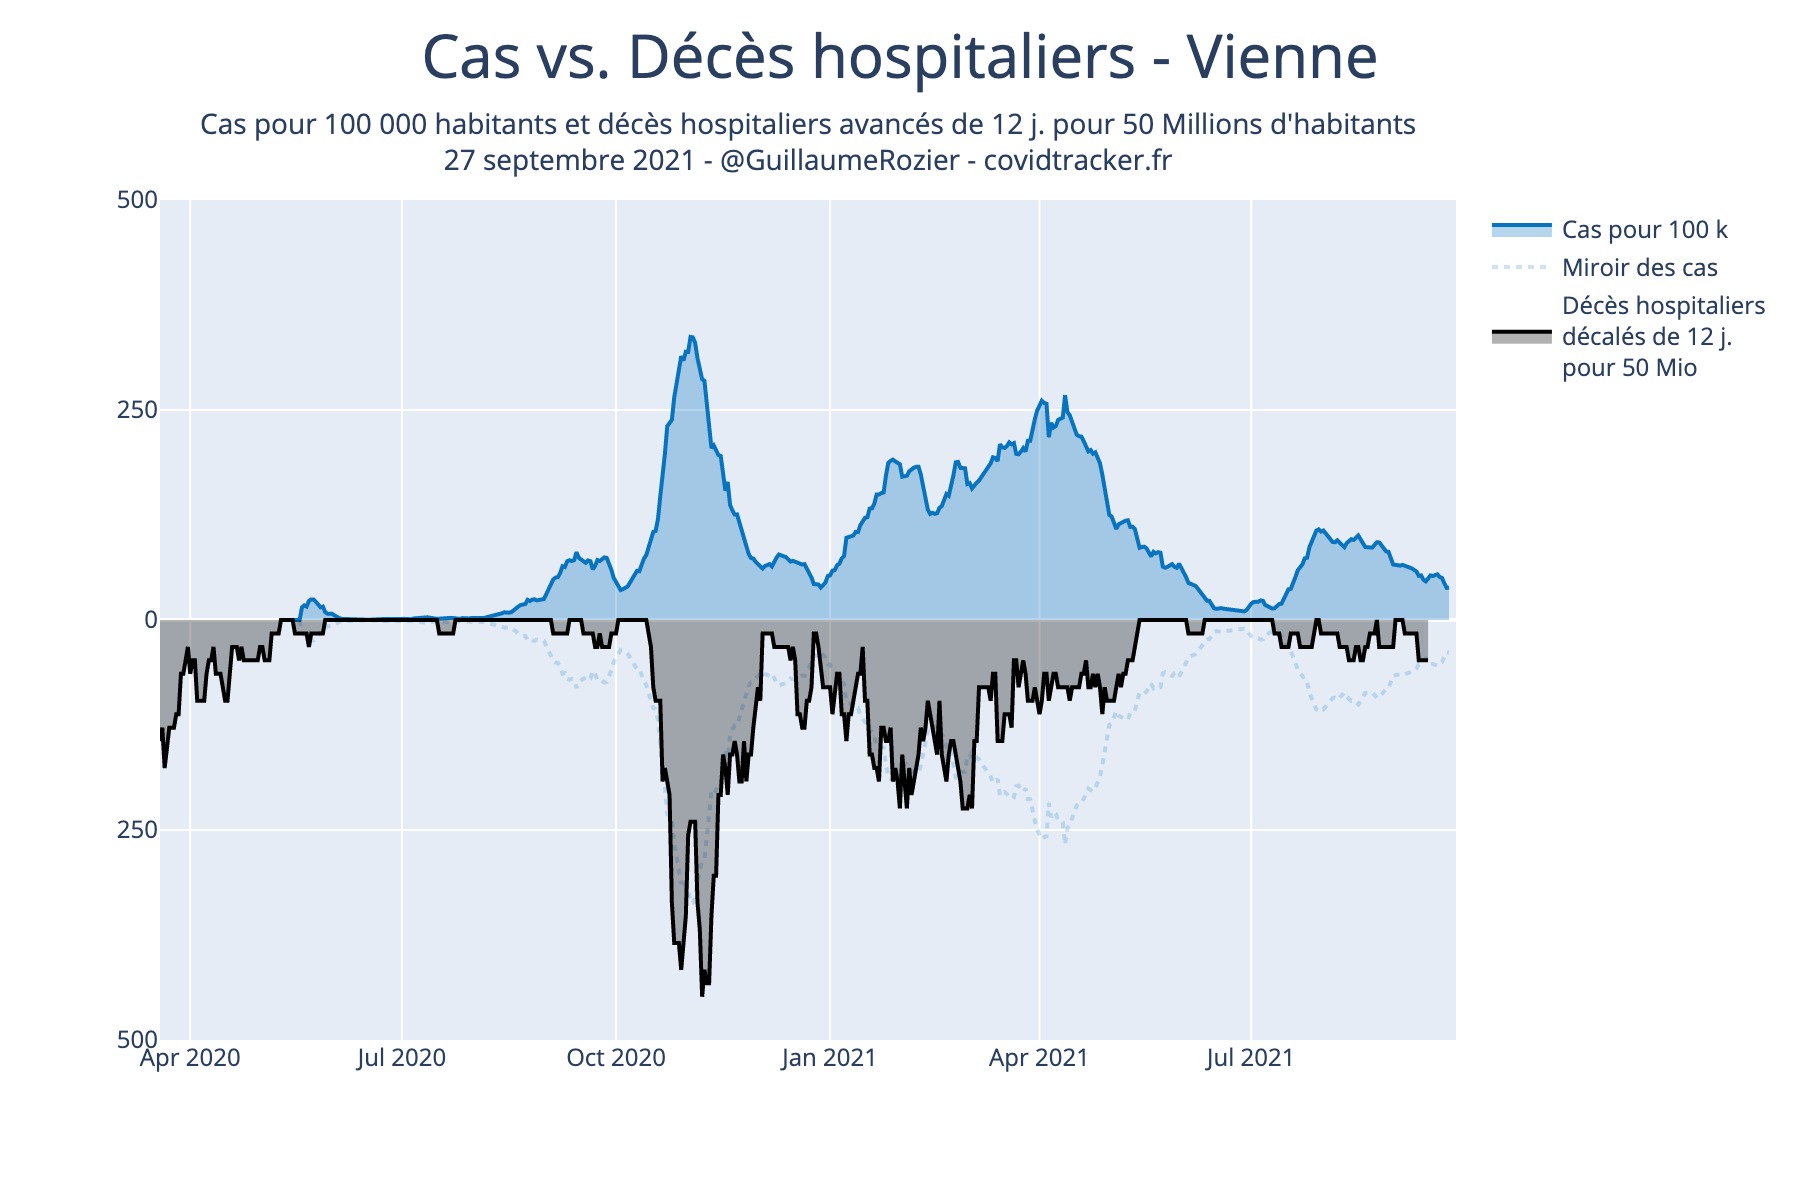 Cas vs. Décès hospitaliers - Vienne
Cas pour 100 000 habitants et décès hospitaliers avancés de 12 j. pour 50 Millions d'habitants
27 septembre 2021 - @GuillaumeRozier - covidtracker.fr
500
250
0
250
500
Apr 2020
Jul 2020
Oct 2020
Jan 2021
Apr 2021
Jul 2021
Cas pour 100 k
Miroir des cas
Décès hospitaliers
décalés de 12 j.
pour 50 Mio